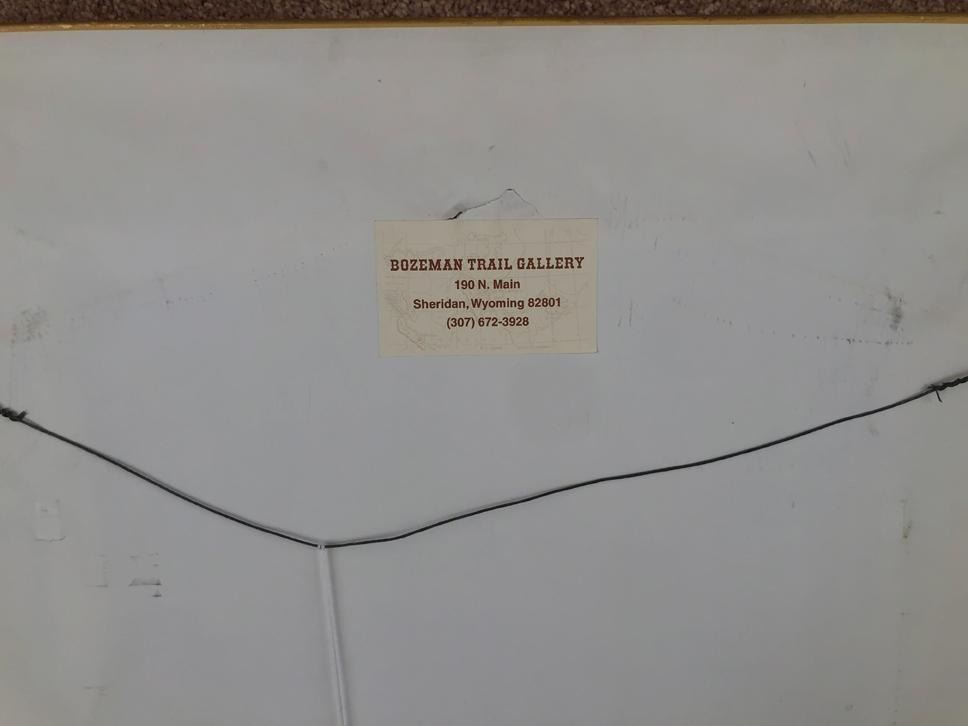 BOZEMAN TRAIL GALLERY
190 N. Main
Sheridan, Wyoming 82801
(307) 672-3928